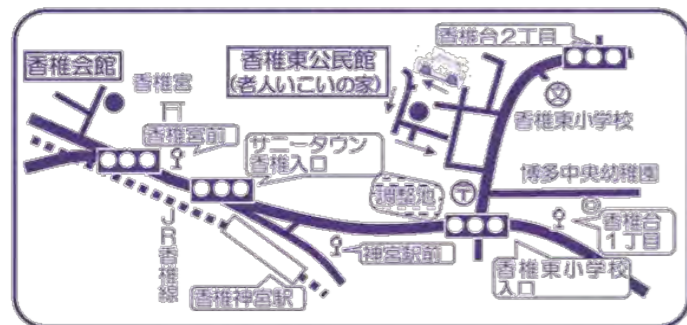 香椎会館
香椎宮
香椎宮前
サニータウン
香椎入口
JR香椎線
香椎神宮駅
神宮駅前
香椎東公民館
(老人いこいの家)
調整池
〒
香椎台2丁目
文
香椎東小学校
博多中央幼稚園
香椎台
1丁目
香椎東小学校
入口